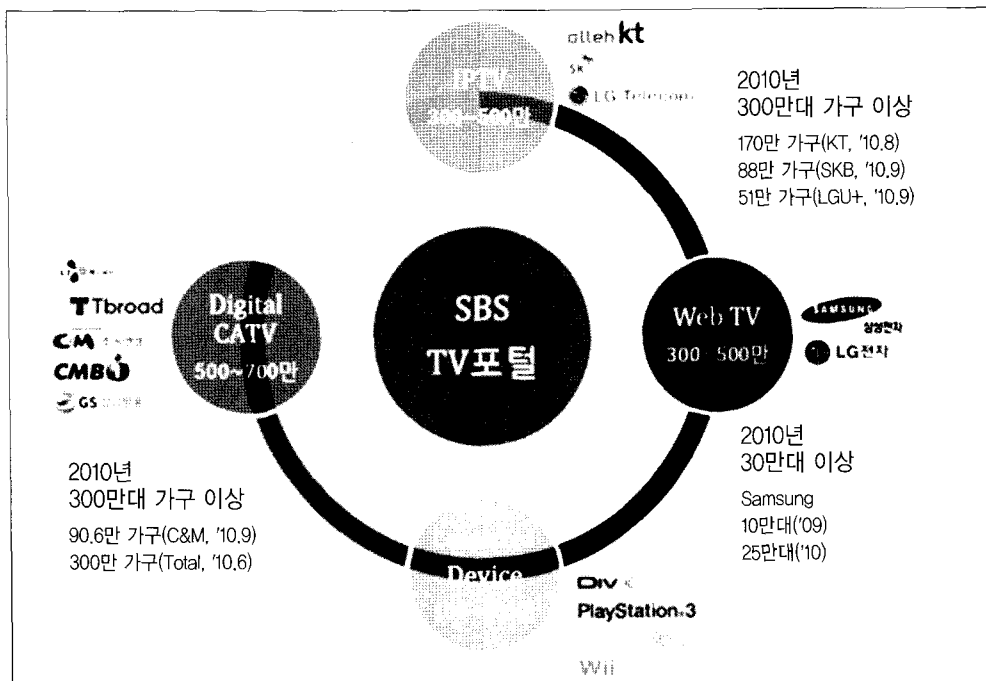 olleh kt
SK
LG Telecom
IPTV
2010년
300만대 가구 이상
170만 가구(KT, '10.8)
88만 가구(SKB, '10.9)
51만 가구(LGU+, '10.9)
Tbroad
C&M
CMB
GS
Digital
CATV
500~700만
SBS
TV포털
Web TV
300 500만
SAMSUNG
삼성전자
LG전자
2010년
300만대 가구 이상
90.6만 가구(C&M, '10.9)
300만 가구(Total, '10.6)
2010년
30만대 이상
Samsung
10만대('09)
25만대('10)
Device
Div
PlayStation 3
Wii